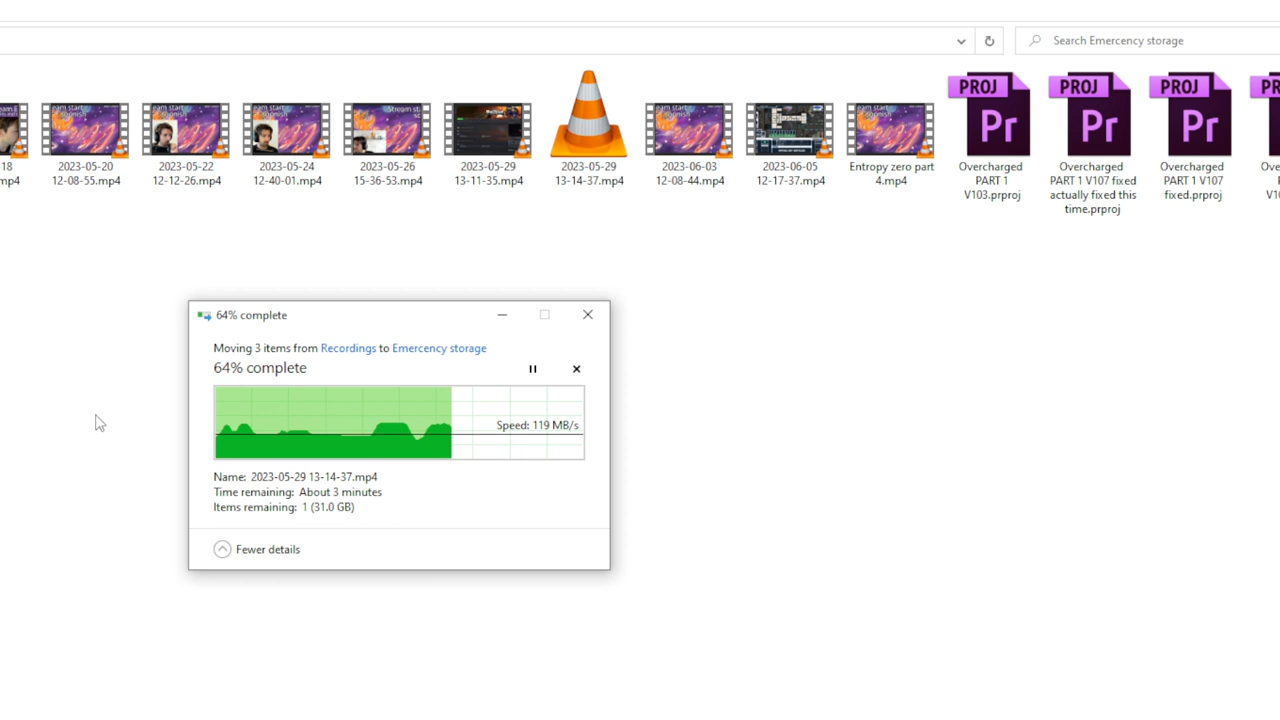 Search Emercency storage
PROJ
PROJ
PROJ
Pr
Pr
Pr
18
mp4
2023-05-20
12-08-55.mp4
2023-05-22
12-12-26.mp4
2023-05-24
12-40-01.mp4
2023-05-26
15-36-53.mp4
2023-05-29
13-11-35.mp4
2023-05-29
13-14-37.mp4
2023-06-03
12-08-44.mp4
2023-06-05
12-17-37.mp4
Entropy zero part
4.mp4
Overcharged
PART 1
V103.prproj
Overcharged
PART 1 V107 fixed
actually fixed this
time.prproj
Overcharged
PART 1 V107
fixed.prproj
64% complete
Moving 3 items from Recordings to Emercency storage
64% complete
Speed: 119 MB/s
Name: 2023-05-29 13-14-37.mp4
Time remaining: About 3 minutes
Items remaining: 1 (31.0 GB)
Fewer details